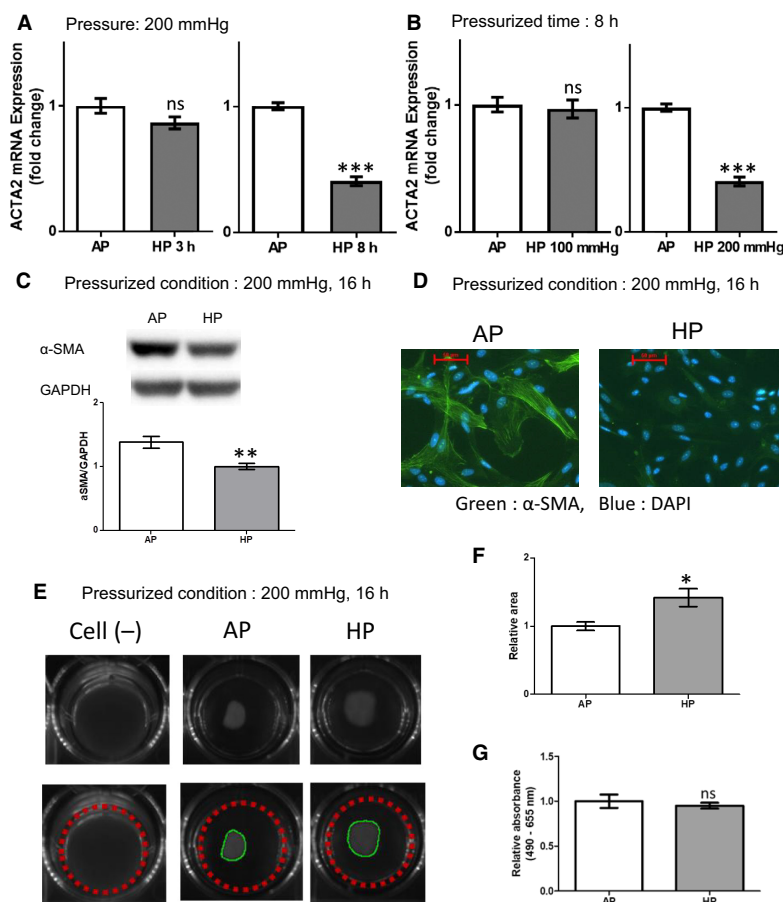 A
Pressure: 200 mmHg
ACTA2 mRNA Expression
(fold change)
1
0
ns
AP
HP 3 h
1
0
***
AP
HP 8 h
B
Pressurized time : 8 h
ACTA2 mRNA Expression
(fold change)
1
0
ns
AP
HP 100 mmHg
1
0
***
AP
HP 200 mmHg
C
Pressurized condition : 200 mmHg, 16 h
AP
HP
α-SMA
GAPDH
aSMA/GAPDH
2
1
0
**
AP
HP
D
Pressurized condition : 200 mmHg, 16 h
AP
HP
Green : α-SMA, Blue : DAPI
E
Pressurized condition : 200 mmHg, 16 h
Cell (–)
AP
HP
F
Relative area
2
1
0
*
AP
HP
G
Relative absorbance
(490 - 655 nm)
1.5
1.0
0.5
0.0
ns
AP
HP